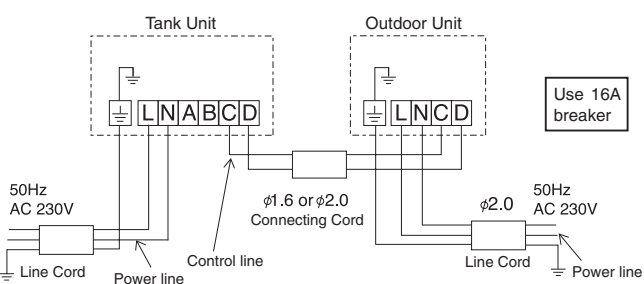 Tank Unit
Outdoor Unit
L N A B C D
L N C D
Use 16A
breaker
50Hz
AC 230V
φ1.6 or φ2.0
Connecting Cord
φ2.0
50Hz
AC 230V
Line Cord
Power line
Control line
Line Cord
Power line